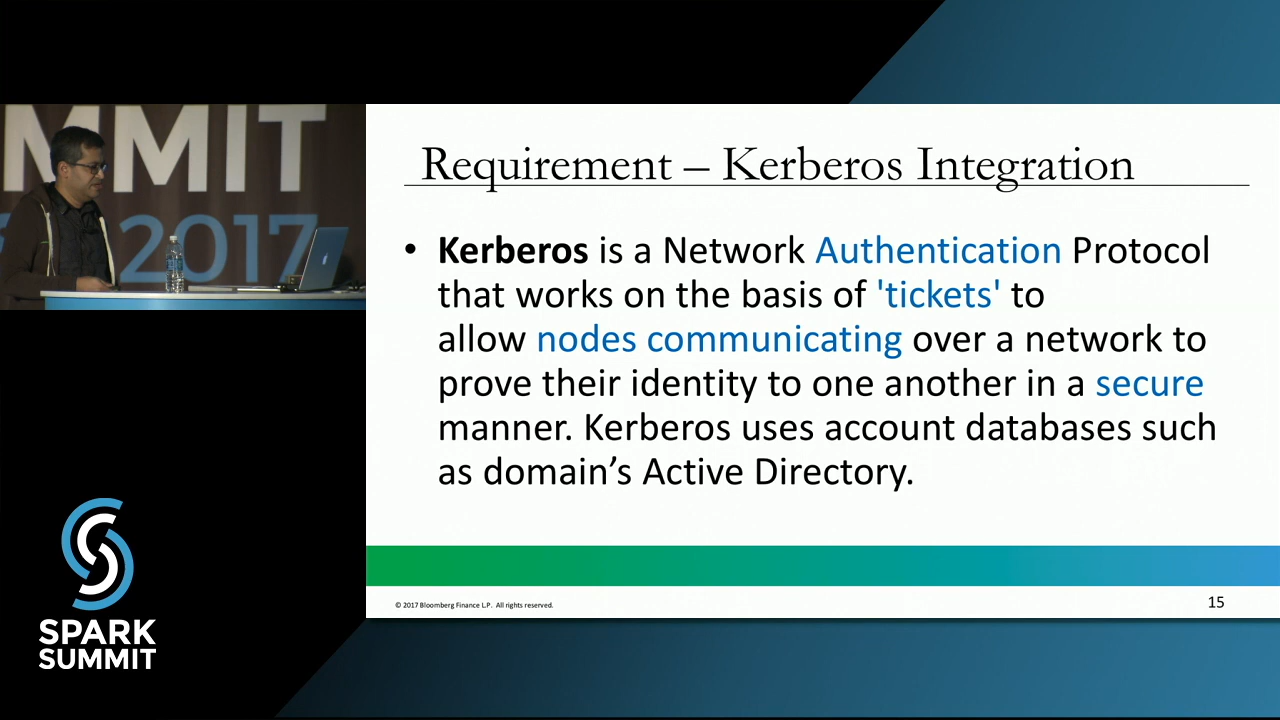 MMIT
2017
Requirement – Kerberos Integration
• Kerberos is a Network Authentication Protocol
that works on the basis of 'tickets' to
allow nodes communicating over a network to
prove their identity to one another in a secure
manner. Kerberos uses account databases such
as domain’s Active Directory.
© 2017 Bloomberg Finance L.P. All rights reserved.
15
SPARK
SUMMIT